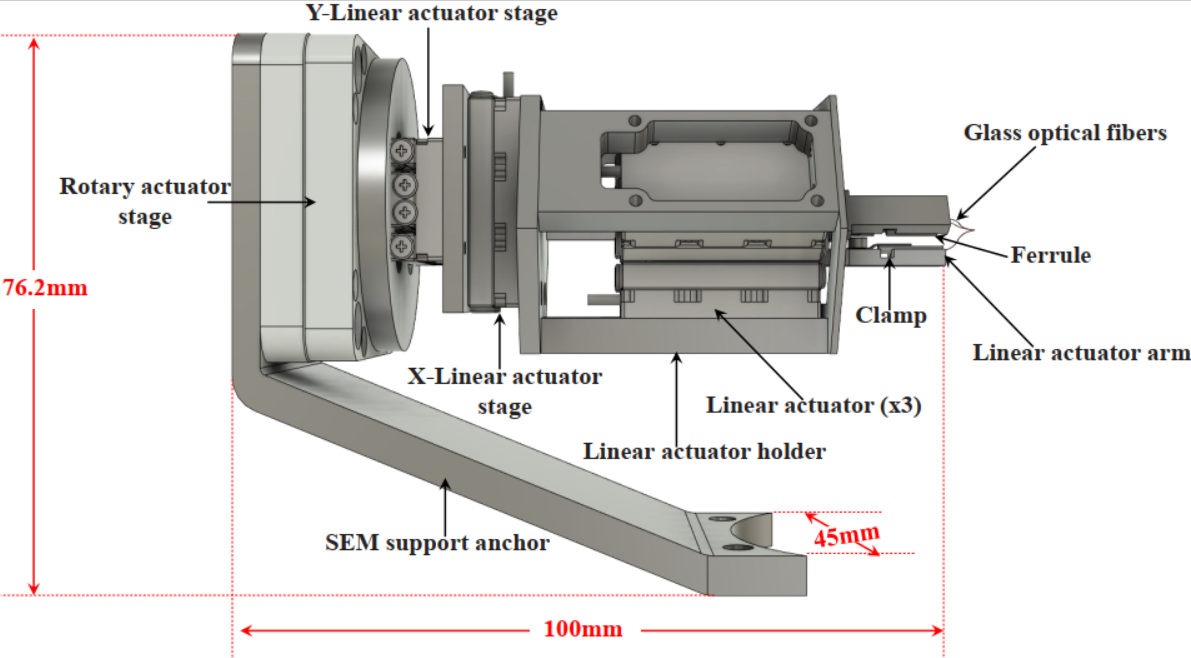 Y-Linear actuator stage
Glass optical fibers
Rotary actuator
stage
Ferrule
76.2mm
Clamp
Linear actuator arm
X-Linear actuator
stage
Linear actuator (x3)
Linear actuator holder
45mm
SEM support anchor
100mm